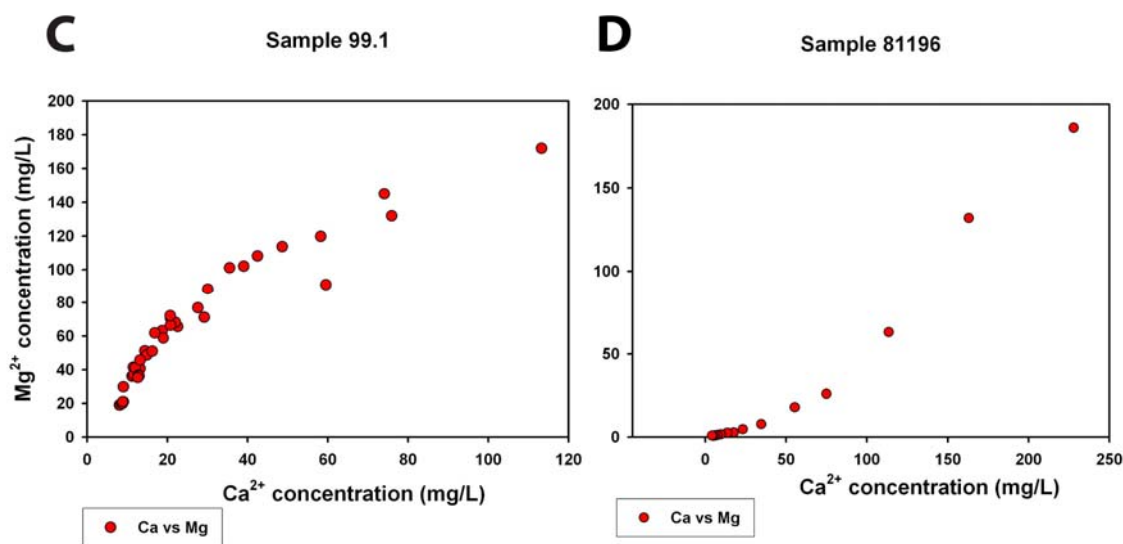 C
Sample 99.1
200
180
160
140
120
100
80
60
40
20
0
Mg2+ concentration (mg/L)
0 20 40 60 80 100 120
Ca2+ concentration (mg/L)
Ca vs Mg
D
Sample 81196
200
150
100
50
0
0 50 100 150 200 250
Ca2+ concentration (mg/L)
Ca vs Mg